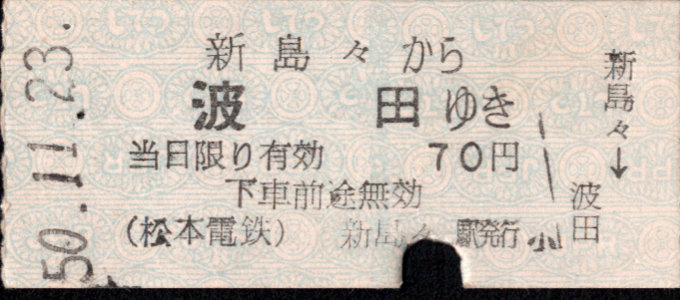 50.11.23.
新島々から
波田ゆき
当日限り有効 70円
下車前途無効
(松本電鉄) 新島々駅発行
小
新島々→波田